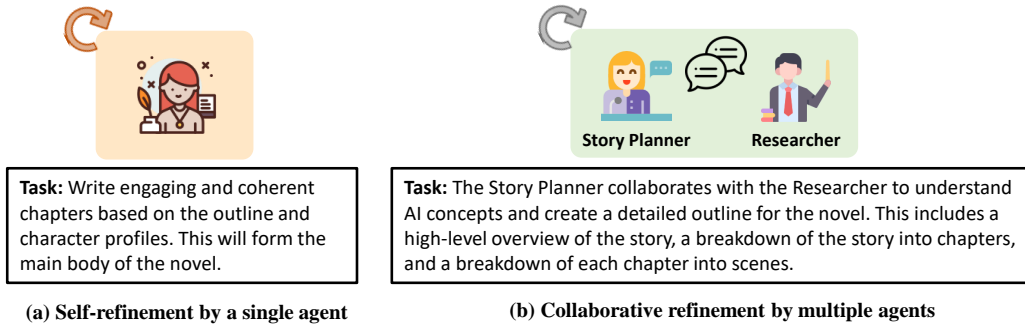 Story Planner
Researcher
Task: Write engaging and coherent
chapters based on the outline and
character profiles. This will form the
main body of the novel.
Task: The Story Planner collaborates with the Researcher to understand
AI concepts and create a detailed outline for the novel. This includes a
high-level overview of the story, a breakdown of the story into chapters,
and a breakdown of each chapter into scenes.
(a) Self-refinement by a single agent
(b) Collaborative refinement by multiple agents